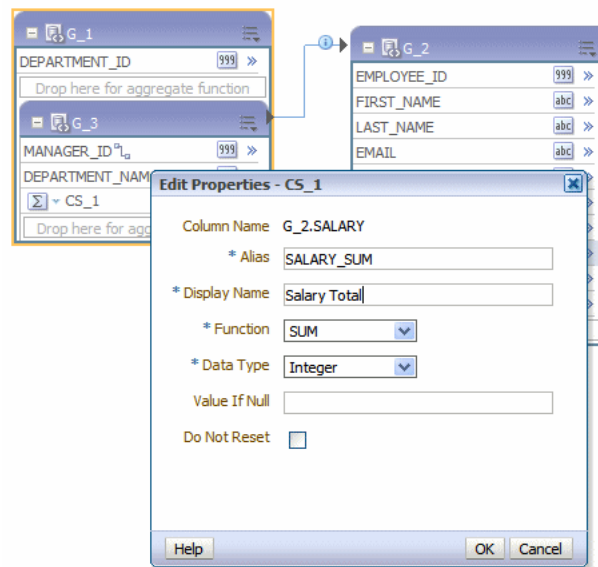 G_1
DEPARTMENT_ID 999
Drop here for aggregate function
G_3
MANAGER_ID 999
DEPARTMENT_NAM
Σ CS_1
Drop here for agg
G_2
EMPLOYEE_ID 999
FIRST_NAME abc
LAST_NAME abc
EMAIL abc
Edit Properties - CS_1
Column Name G_2.SALARY
* Alias SALARY_SUM
* Display Name Salary Total
* Function SUM
* Data Type Integer
Value If Null
Do Not Reset
Help OK Cancel